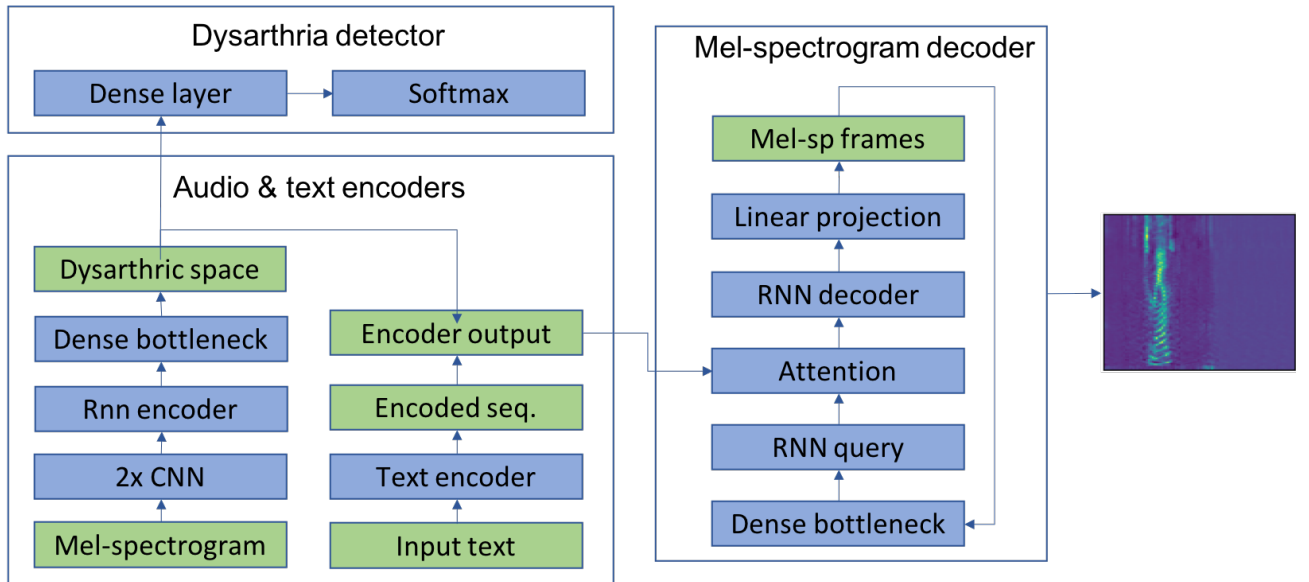 Dysarthria detector
Dense layer
Softmax
Audio & text encoders
Dysarthric space
Dense bottleneck
Rnn encoder
2x CNN
Mel-spectrogram
Encoder output
Encoded seq.
Text encoder
Input text
Mel-spectrogram decoder
Mel-sp frames
Linear projection
RNN decoder
Attention
RNN query
Dense bottleneck